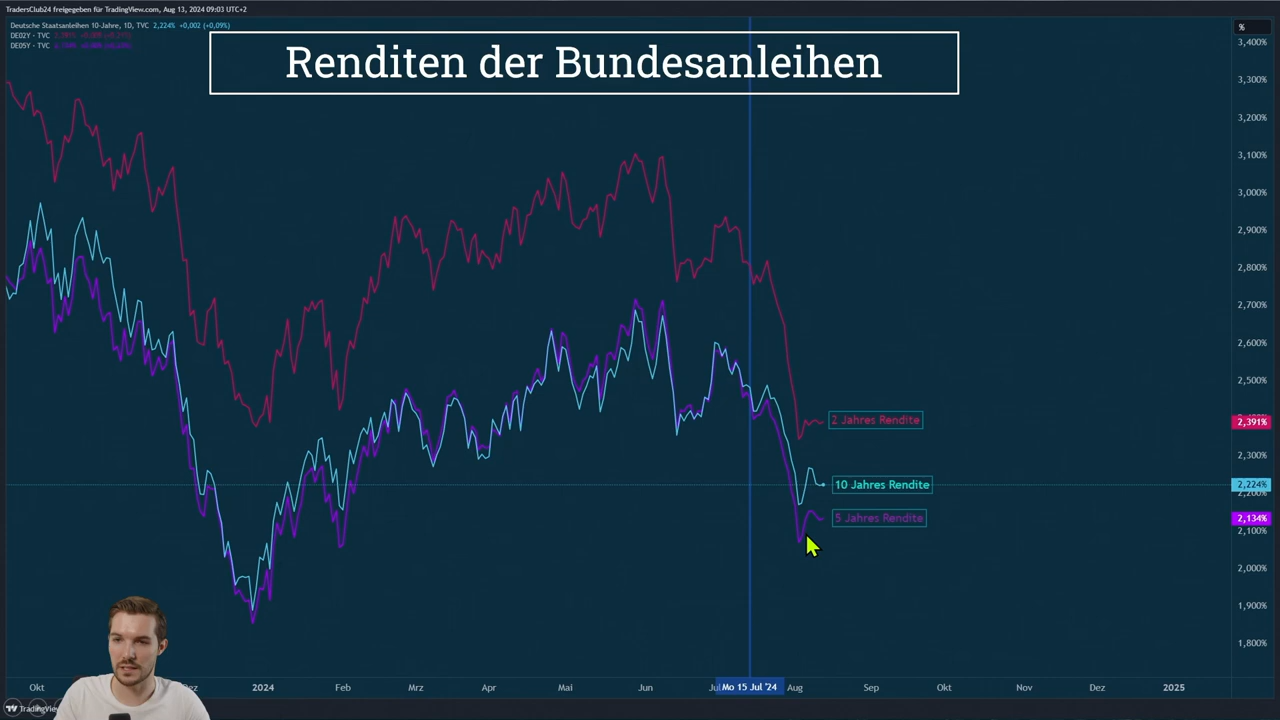 TradersClub24 freigegeben für TradingView.com, Aug 13, 2024 09:03 UTC+2
Deutsche Staatsanleihen 10-Jahre, 1D, TVC 2,224% +0,002 (+0,09%)
DE02Y · TVC
DE05Y · TVC
Renditen der Bundesanleihen
%
3,400%
3,300%
3,200%
3,100%
3,000%
2,900%
2,800%
2,700%
2,600%
2,500%
2,391%
2,300%
2,224%
2,200%
2,134%
2,100%
2,000%
1,900%
1,800%
2 Jahres Rendite
10 Jahres Rendite
5 Jahres Rendite
Okt 2024 Feb Mrz Apr Mai Jun Mo 15 Jul '24 Aug Sep Okt Nov Dez 2025